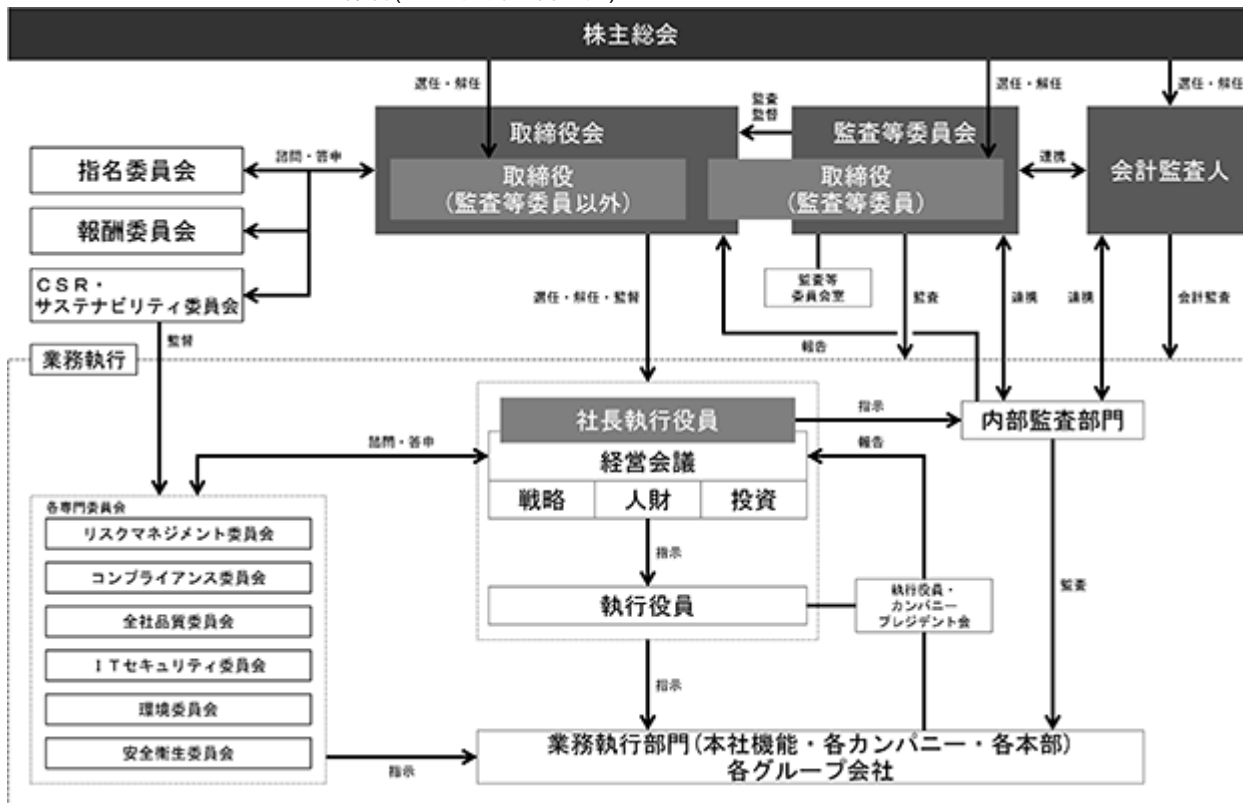 株主総会
選任・解任
選任・解任
選任・解任
取締役会
監査
監督
監査等委員会
会計監査人
取締役
(監査等委員以外)
取締役
(監査等委員)
連携
指名委員会
諮問・答申
報酬委員会
CSR・
サステナビリティ委員会
監督
選任・解任・監督
監査等
委員会室
監査
連携
連携
会計監査
報告
業務執行
社長執行役員
指示
内部監査部門
諮問・答申
経営会議
報告
戦略
人財
投資
各専門委員会
リスクマネジメント委員会
コンプライアンス委員会
全社品質委員会
ITセキュリティ委員会
環境委員会
安全衛生委員会
指示
執行役員
執行役員・
カンパニー
プレジデント会
監査
指示
指示
業務執行部門(本社機能・各カンパニー・各本部)
各グループ会社